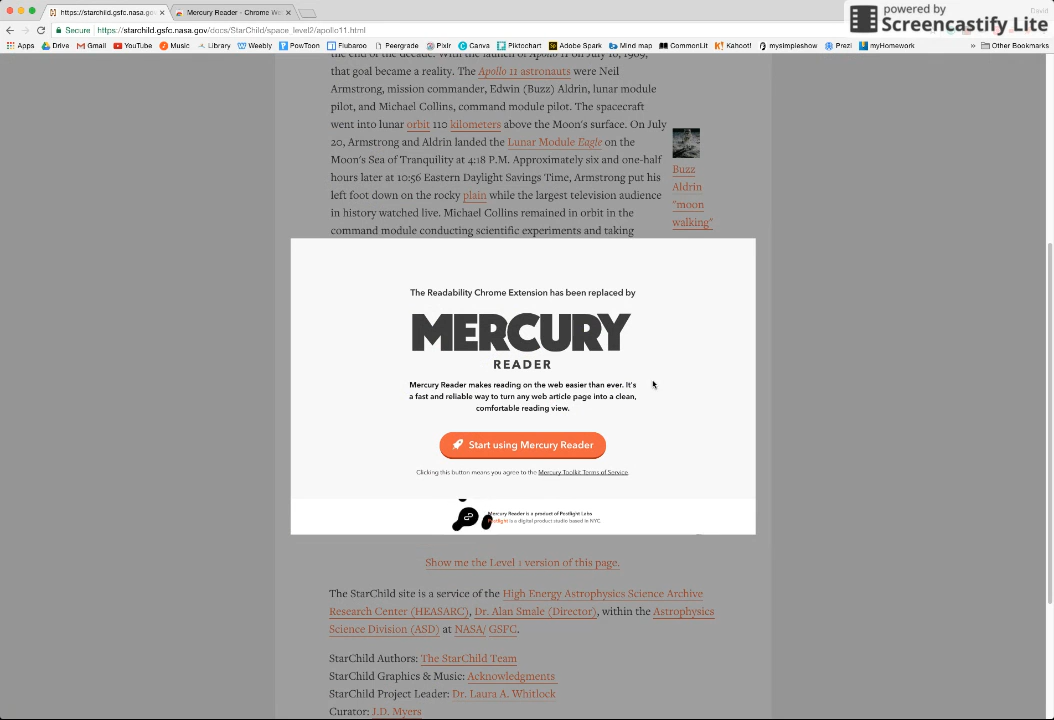 https://starchild.gsfc.nasa.gov
Mercury Reader - Chrome We
David
powered by
Screencastify Lite
Secure
https://starchild.gsfc.nasa.gov/docs/StarChild/space_level2/apollo11.html
Apps Drive Gmail YouTube Music Library Weebly PowToon Flubaroo Peergrade Pixlr Canva Piktochart Adobe Spark Mind map CommonLit Kahoot! mysimpleshow Prezi myHomework » Other Bookmarks
the end of the decade. With the launch of Apollo 11 on July 16, 1969,
that goal became a reality. The Apollo 11 astronauts were Neil
Armstrong, mission commander, Edwin (Buzz) Aldrin, lunar module
pilot, and Michael Collins, command module pilot. The spacecraft
went into lunar orbit 110 kilometers above the Moon's surface. On July
20, Armstrong and Aldrin landed the Lunar Module Eagle on the
Moon's Sea of Tranquility at 4:18 P.M. Approximately six and one-half
hours later at 10:56 Eastern Daylight Savings Time, Armstrong put his
left foot down on the rocky plain while the largest television audience
in history watched live. Michael Collins remained in orbit in the
command module conducting scientific experiments and taking
Buzz
Aldrin
"moon
walking"
The Readability Chrome Extension has been replaced by
MERCURY
READER
Mercury Reader makes reading on the web easier than ever. It's
a fast and reliable way to turn any web article page into a clean,
comfortable reading view.
Start using Mercury Reader
Clicking this button means you agree to the Mercury Toolkit Terms of Service.
Mercury Reader is a product of Postlight Labs
Postlight is a digital product studio based in NYC.
Show me the Level 1 version of this page.
The StarChild site is a service of the High Energy Astrophysics Science Archive
Research Center (HEASARC), Dr. Alan Smale (Director), within the Astrophysics
Science Division (ASD) at NASA/ GSFC.
StarChild Authors: The StarChild Team
StarChild Graphics & Music: Acknowledgments
StarChild Project Leader: Dr. Laura A. Whitlock
Curator: J.D. Myers